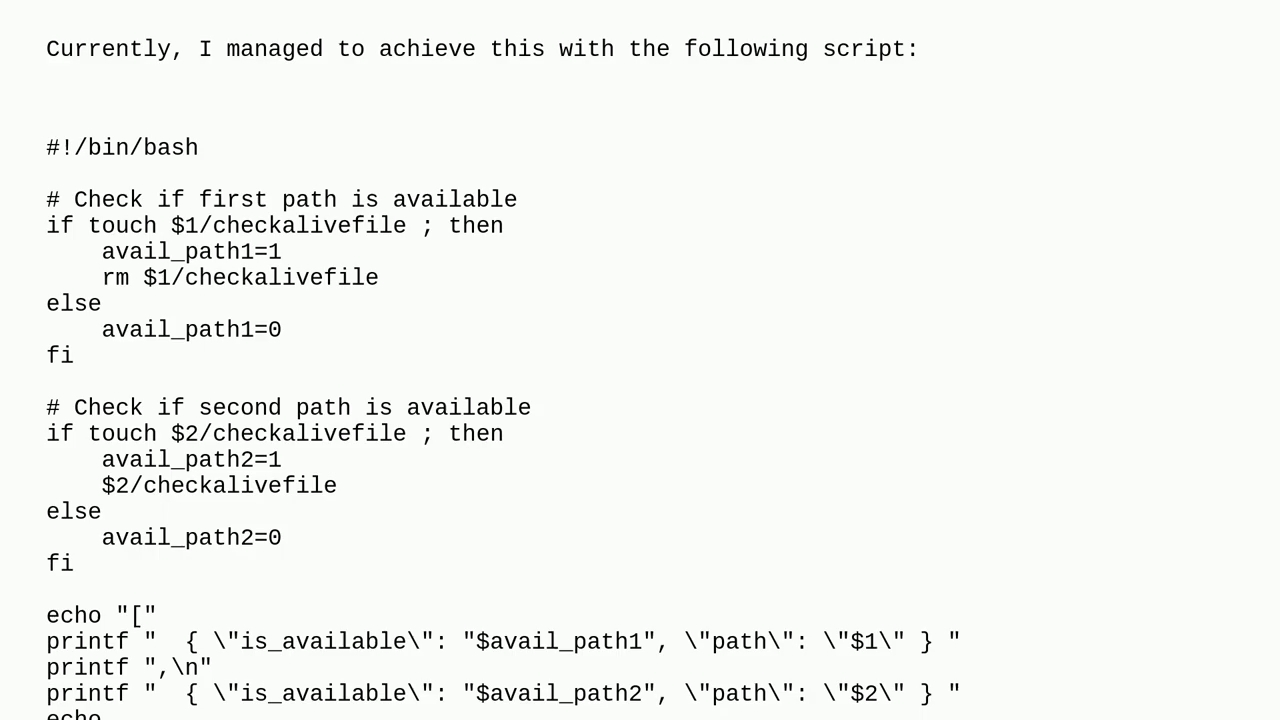 Currently, I managed to achieve this with the following script:
#!/bin/bash
# Check if first path is available
if touch $1/checkalivefile ; then
    avail_path1=1
    rm $1/checkalivefile
else
    avail_path1=0
fi
# Check if second path is available
if touch $2/checkalivefile ; then
    avail_path2=1
    $2/checkalivefile
else
    avail_path2=0
fi
echo "["
printf "  { \"is_available\": "$avail_path1", \"path\": \"$1\" } "
printf ",\n"
printf "  { \"is_available\": "$avail_path2", \"path\": \"$2\" } "
echo